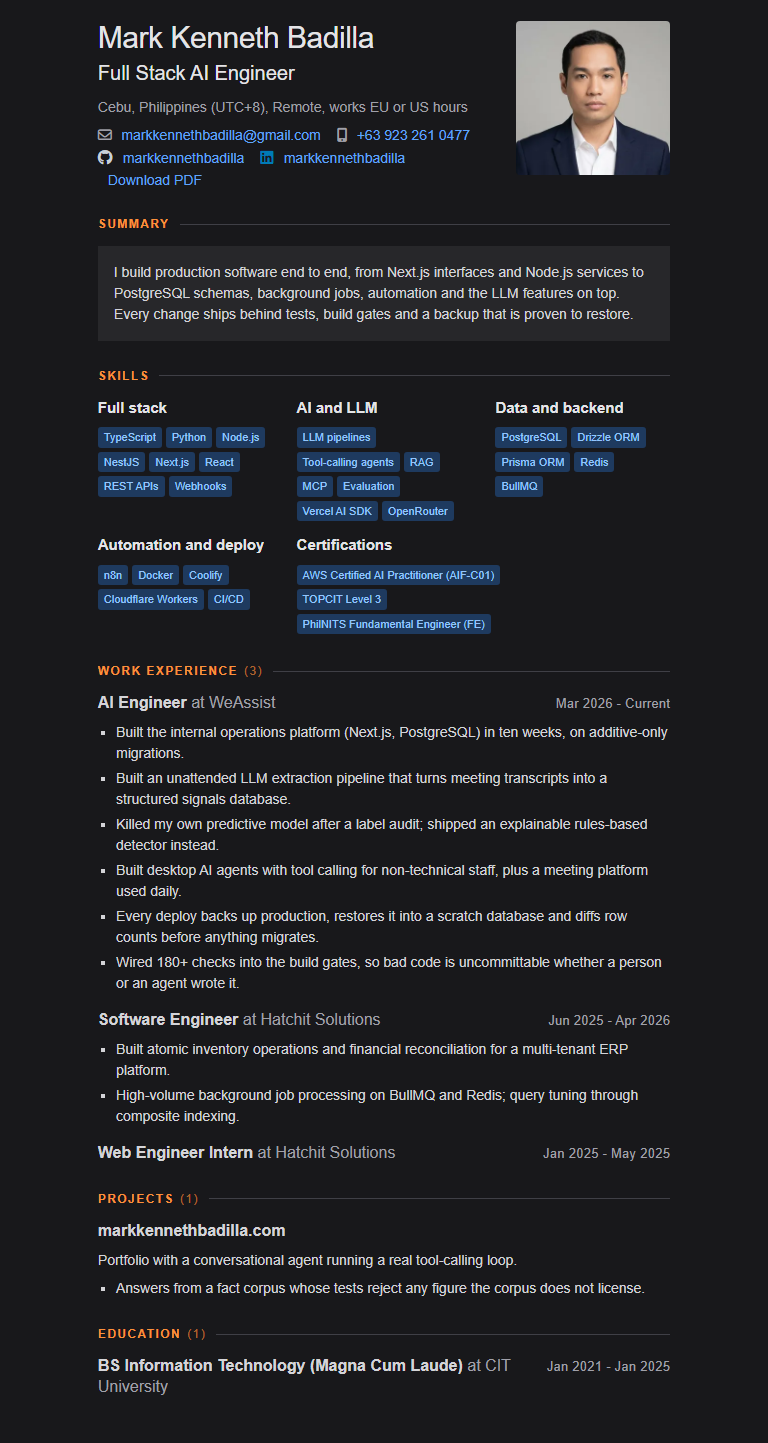 Mark Kenneth Badilla
Full Stack AI Engineer
Cebu, Philippines (UTC+8), Remote, works EU or US hours
markkennethbadilla@gmail.com +63 923 261 0477
markkennethbadilla markkennethbadilla
Download PDF
SUMMARY
I build production software end to end, from Next.js interfaces and Node.js services to
PostgreSQL schemas, background jobs, automation and the LLM features on top.
Every change ships behind tests, build gates and a backup that is proven to restore.
SKILLS
Full stack
TypeScript Python Node.js
NestJS Next.js React
REST APIs Webhooks
AI and LLM
LLM pipelines
Tool-calling agents RAG
MCP Evaluation
Vercel AI SDK OpenRouter
Data and backend
PostgreSQL Drizzle ORM
Prisma ORM Redis
BullMQ
Automation and deploy
n8n Docker Coolify
Cloudflare Workers CI/CD
Certifications
AWS Certified AI Practitioner (AIF-C01)
TOPCIT Level 3
PhilNITS Fundamental Engineer (FE)
WORK EXPERIENCE (3)
AI Engineer at WeAssist Mar 2026 - Current
Built the internal operations platform (Next.js, PostgreSQL) in ten weeks, on additive-only
migrations.
Built an unattended LLM extraction pipeline that turns meeting transcripts into a
structured signals database.
Killed my own predictive model after a label audit; shipped an explainable rules-based
detector instead.
Built desktop AI agents with tool calling for non-technical staff, plus a meeting platform
used daily.
Every deploy backs up production, restores it into a scratch database and diffs row
counts before anything migrates.
Wired 180+ checks into the build gates, so bad code is uncommittable whether a person
or an agent wrote it.
Software Engineer at Hatchit Solutions Jun 2025 - Apr 2026
Built atomic inventory operations and financial reconciliation for a multi-tenant ERP
platform.
High-volume background job processing on BullMQ and Redis; query tuning through
composite indexing.
Web Engineer Intern at Hatchit Solutions Jan 2025 - May 2025
PROJECTS (1)
markkennethbadilla.com
Portfolio with a conversational agent running a real tool-calling loop.
Answers from a fact corpus whose tests reject any figure the corpus does not license.
EDUCATION (1)
BS Information Technology (Magna Cum Laude) at CIT Jan 2021 - Jan 2025
University